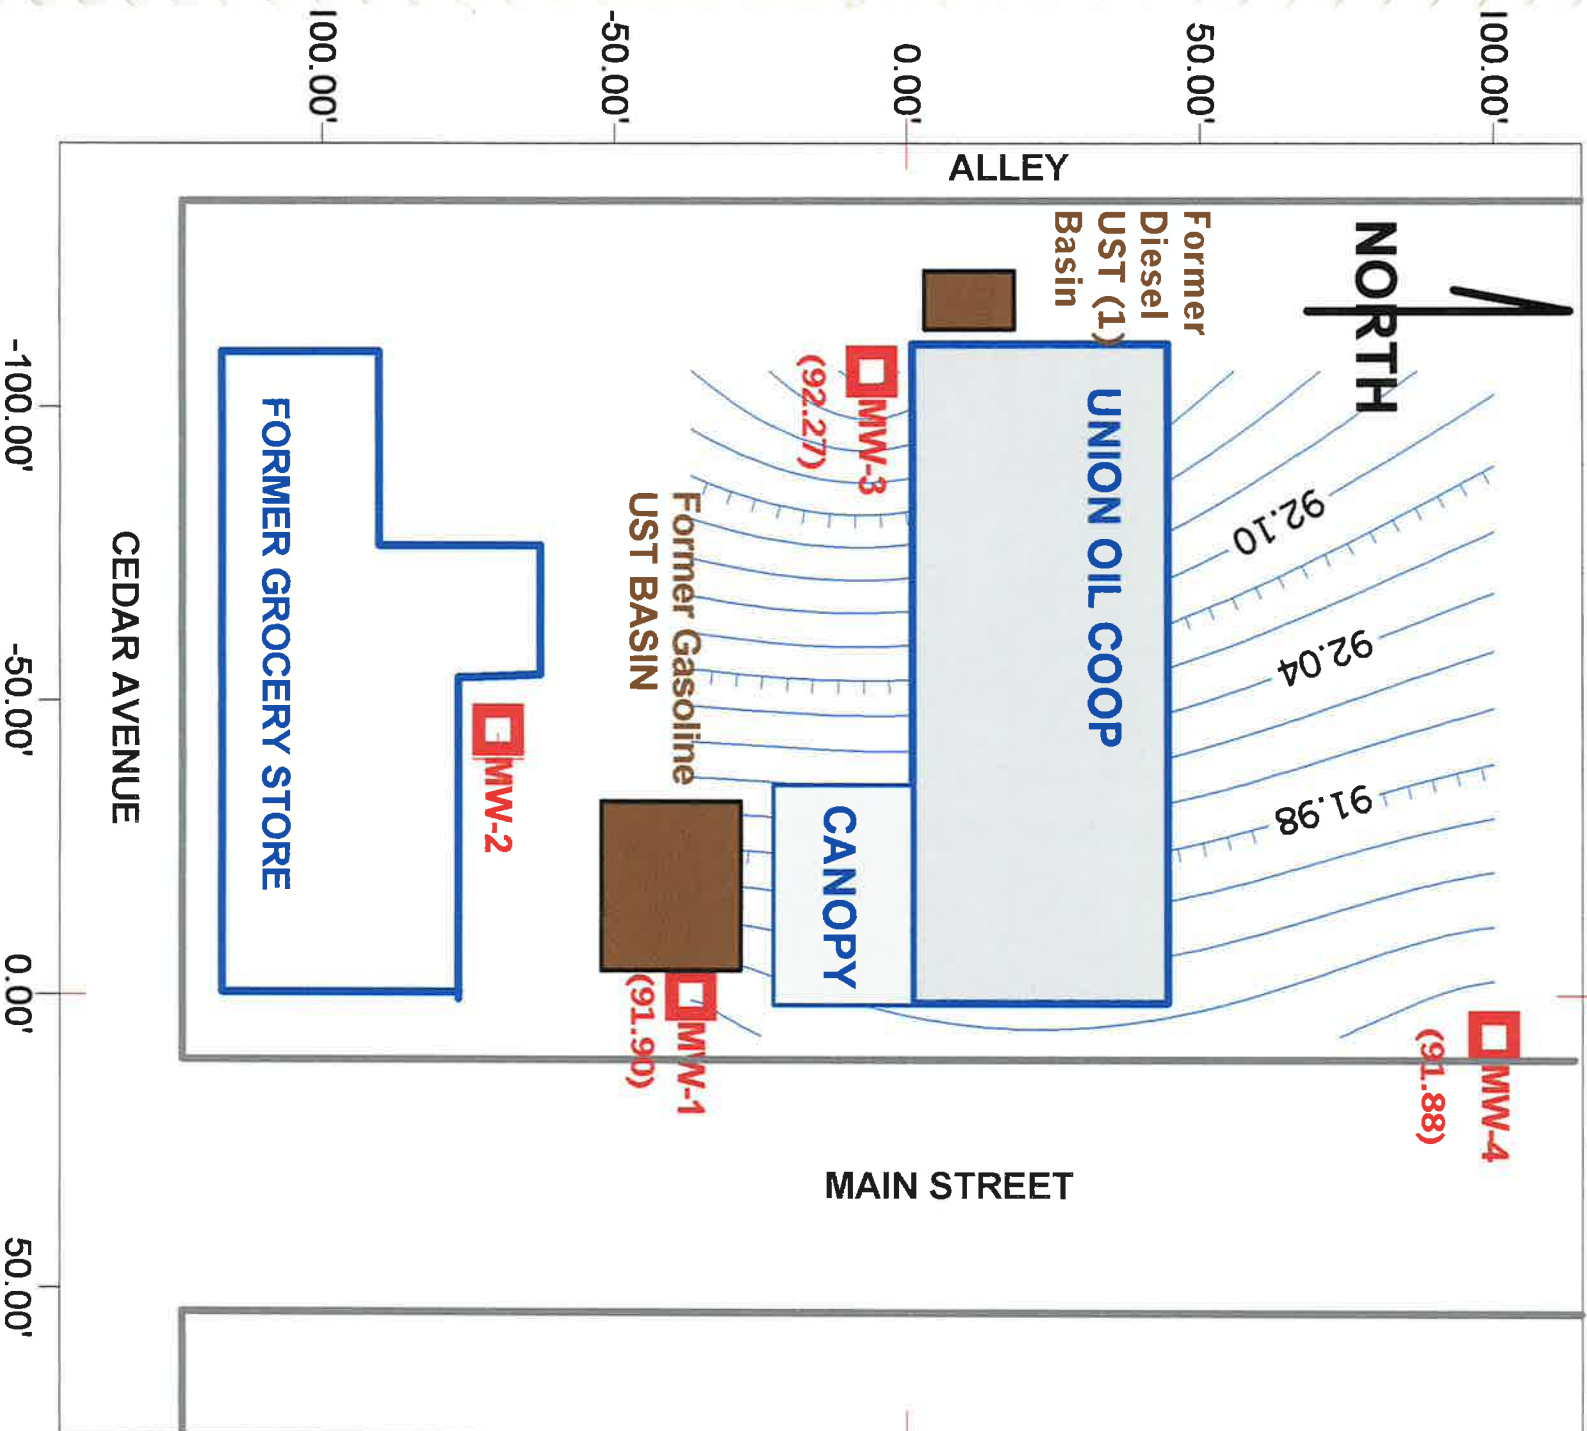 100.00'
-50.00'
0.00'
50.00'
100.00'
ALLEY
NORTH
Former
Diesel
UST (1)
Basin
UNION OIL COOP
MW-3
(92.27)
92.10
92.04
91.98
Former Gasoline
UST BASIN
FORMER GROCERY STORE
MW-2
CANOPY
MW-1
(91.90)
MW-4
(91.88)
CEDAR AVENUE
MAIN STREET
-100.00'
-50.00'
0.00'
50.00'